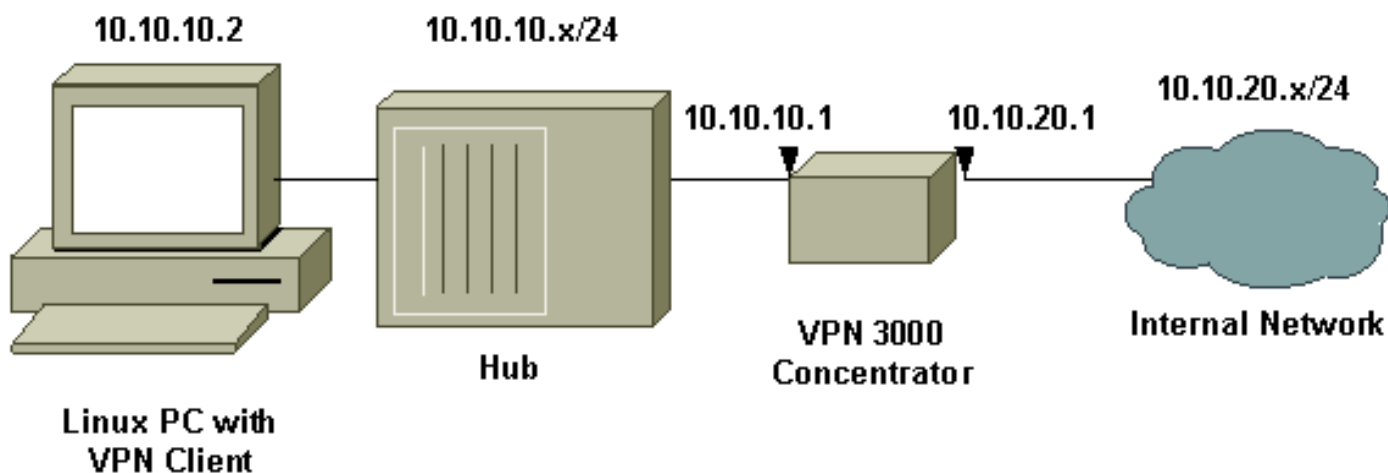 10.10.10.2
10.10.10.x/24
10.10.10.1
10.10.20.1
10.10.20.x/24
Linux PC with
VPN Client
Hub
VPN 3000
Concentrator
Internal Network